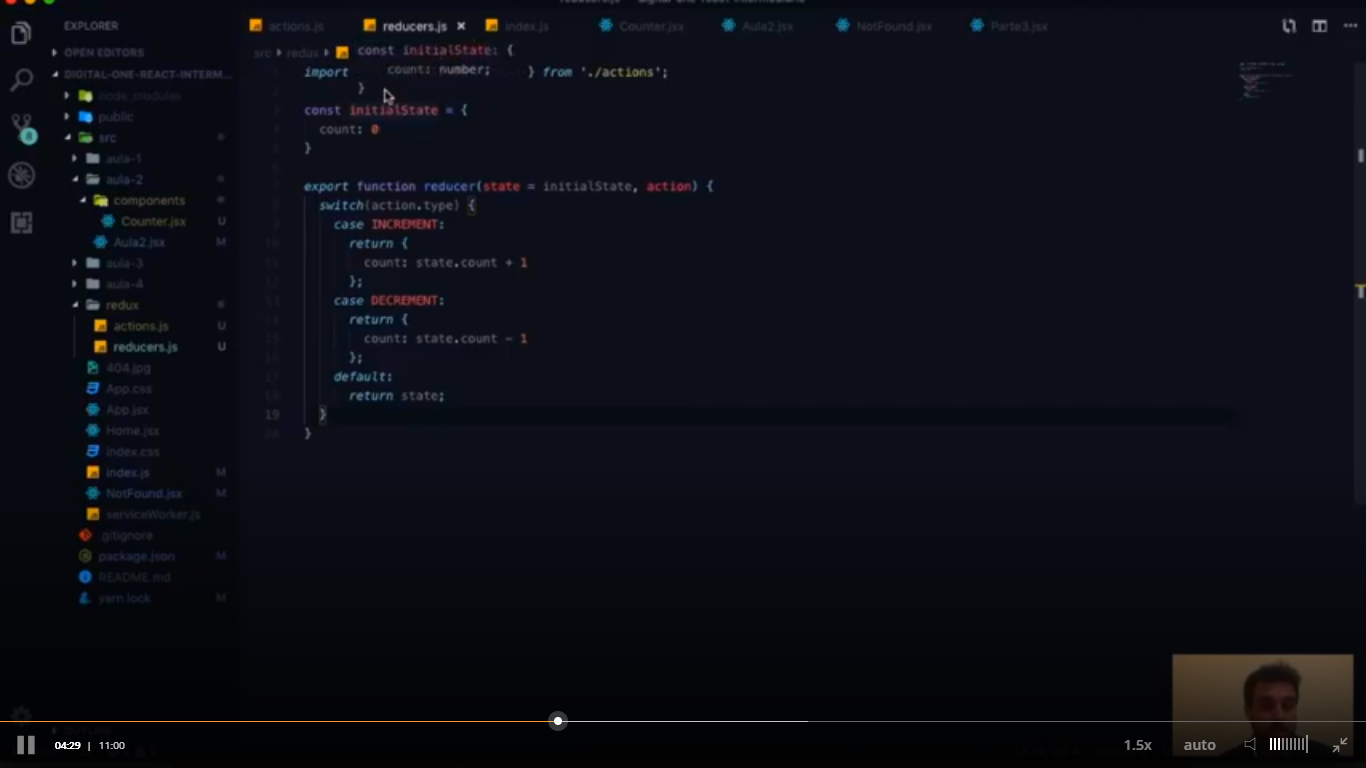 EXPLORER
OPEN EDITORS
DIGITAL-ONE-REACT-INTERM...
node_modules
public
src
aula-1
aula-2
components
Counter.jsx U
Aula2.jsx M
aula-3
aula-4
redux
actions.js U
reducers.js U
404.jpg
App.css
App.jsx
Home.jsx
index.css
index.js M
NotFound.jsx M
serviceWorker.js
.gitignore
package.json M
README.md
yarn.lock M
actions.js reducers.js × index.js Counter.jsx Aula2.jsx NotFound.jsx Parte3.jsx
src › redux ›
const initialState: {
count: number;
}
import } from './actions';
const initialState = {
count: 0
}
export function reducer(state = initialState, action) {
switch(action.type) {
case INCREMENT:
return {
count: state.count + 1
};
case DECREMENT:
return {
count: state.count - 1
};
default:
return state;
19 }
}
04:29 | 11:00
1.5x auto